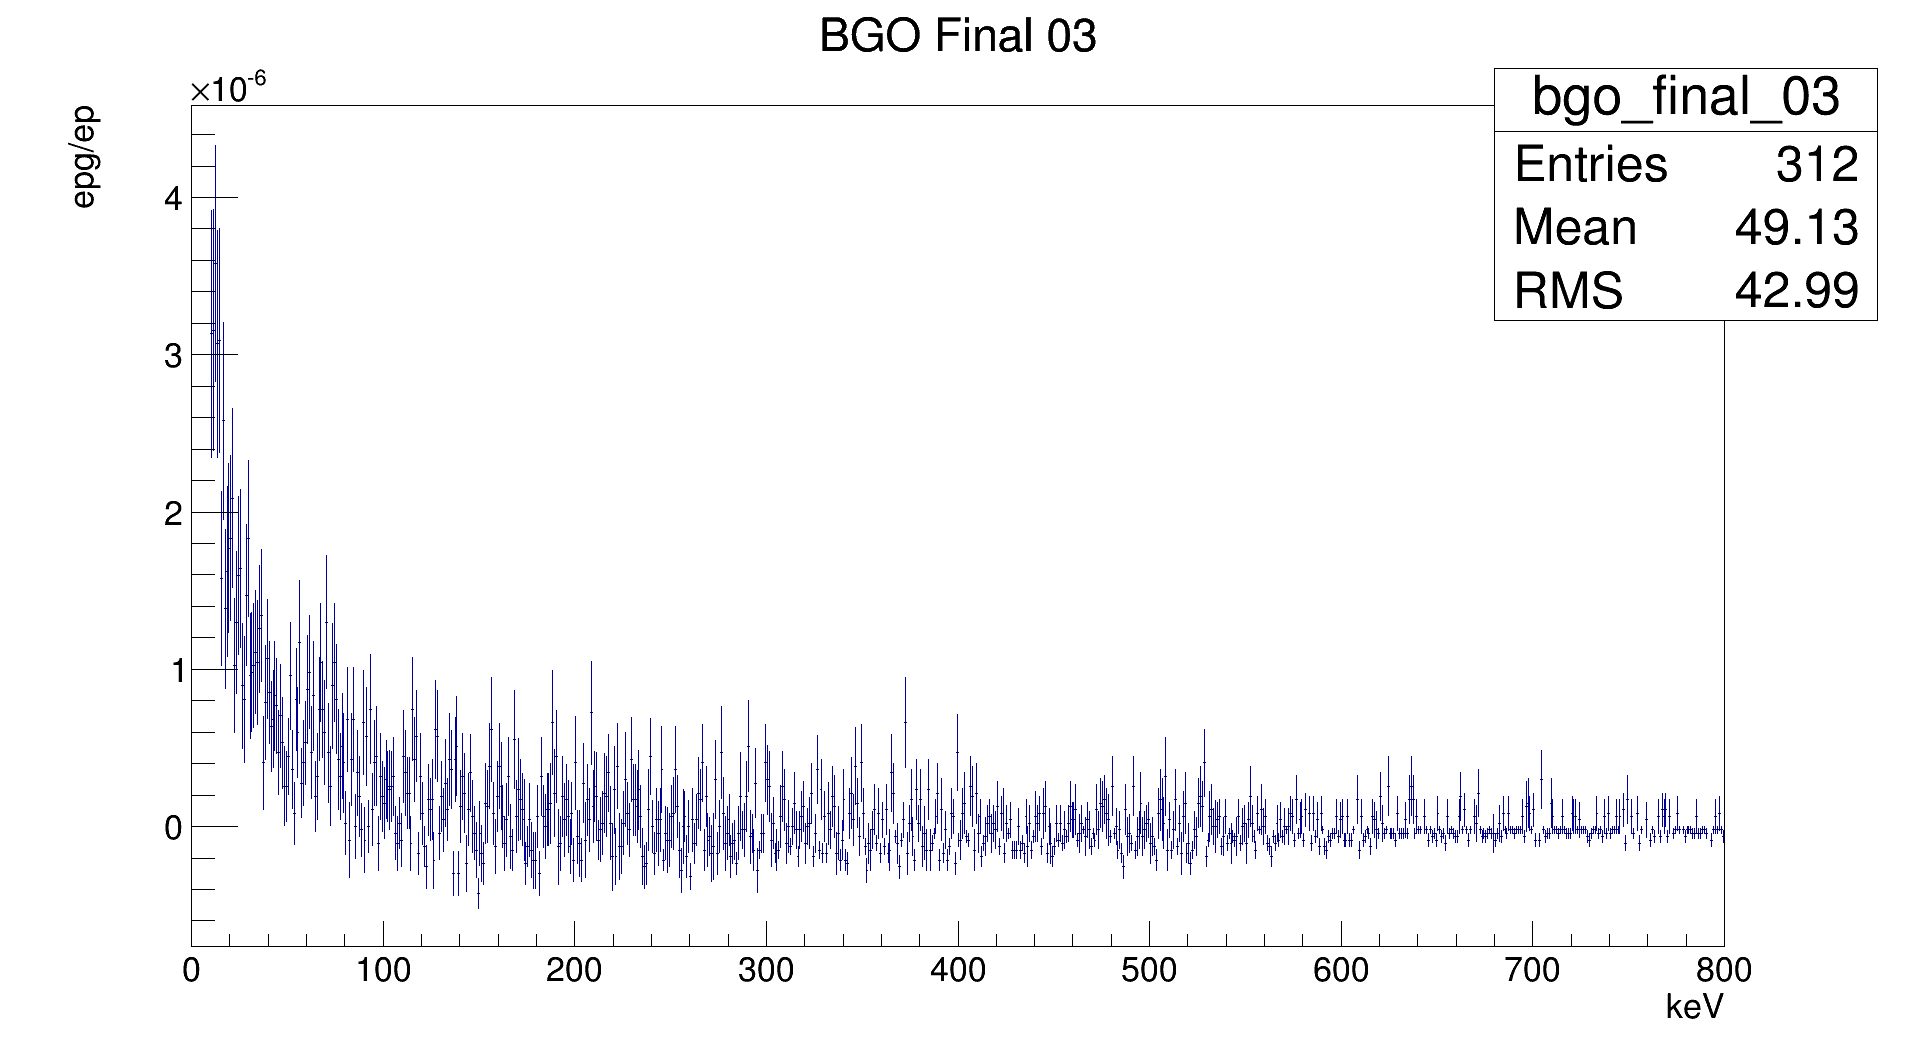 BGO Final 03
×10-6
epg/ep
bgo_final_03
Entries 312
Mean 49.13
RMS 42.99
4
3
2
1
0
0 100 200 300 400 500 600 700 800
keV